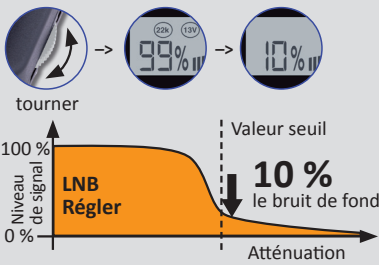 22k 13V
99%
10%
->
->
tourner
Valeur seuil
100 %
Niveau
de signal
LNB
Régler
10 %
le bruit de fond
0 %
Atténuation